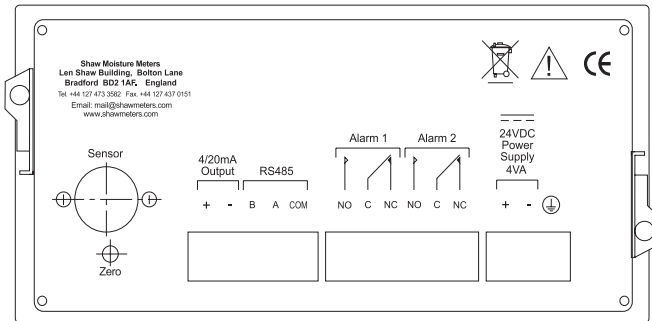 Shaw Moisture Meters
Len Shaw Building, Bolton Lane
Bradford BD2 1AF. England
Tel. +44 127 473 3582 Fax. +44 127 437 0151
Email: mail@shawmeters.com
www.shawmeters.com
CE
Sensor
Zero
4/20mA
Output
+ -
RS485
B A COM
Alarm 1
NO C NC
Alarm 2
NO C NC
24VDC
Power
Supply
4VA
+ -